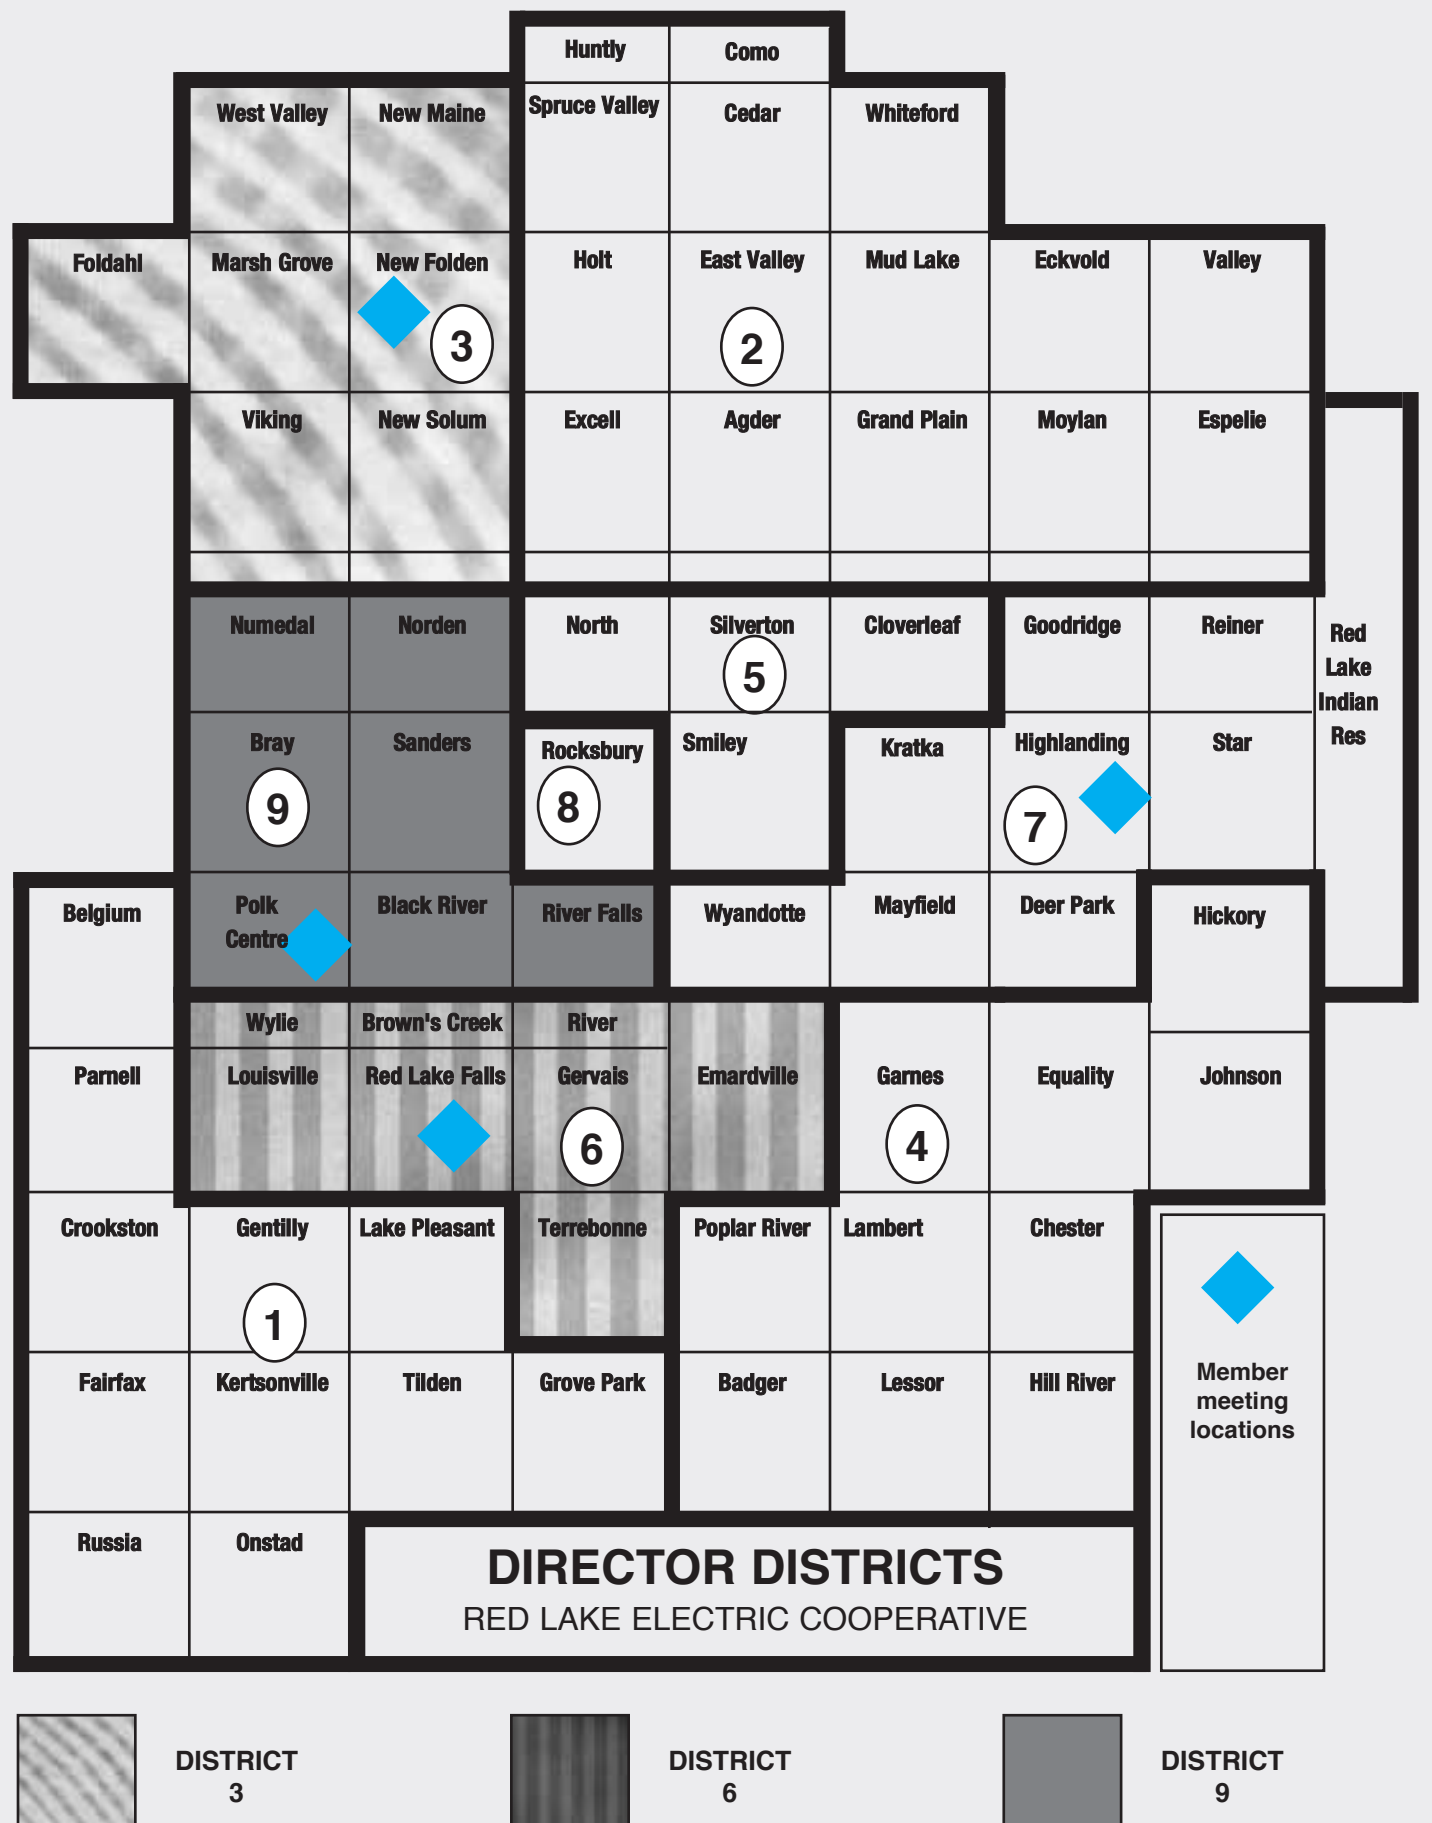 Huntly Como
West Valley New Maine Spruce Valley Cedar Whiteford
Foldahl Marsh Grove New Folden Holt East Valley Mud Lake Eckvold Valley
3 2
Viking New Solum Excell Agder Grand Plain Moylan Espelie
Numedal Norden North Silverton Cloverleaf Goodridge Reiner
5
Red
Lake
Indian
Res
Bray Sanders Rocksbury Smiley Kratka Highlanding Star
9 8 7
Belgium Polk Black River River Falls Wyandotte Mayfield Deer Park Hickory
Centre
Wylie Brown's Creek River
Parnell Louisville Red Lake Falls Gervais Emardville Garnes Equality Johnson
6 4
Crookston Gentilly Lake Pleasant Terrebonne Poplar River Lambert Chester
1
Fairfax Kertsonville Tilden Grove Park Badger Lessor Hill River
Member
meeting
locations
Russia Onstad
DIRECTOR DISTRICTS
RED LAKE ELECTRIC COOPERATIVE
DISTRICT
3
DISTRICT
6
DISTRICT
9